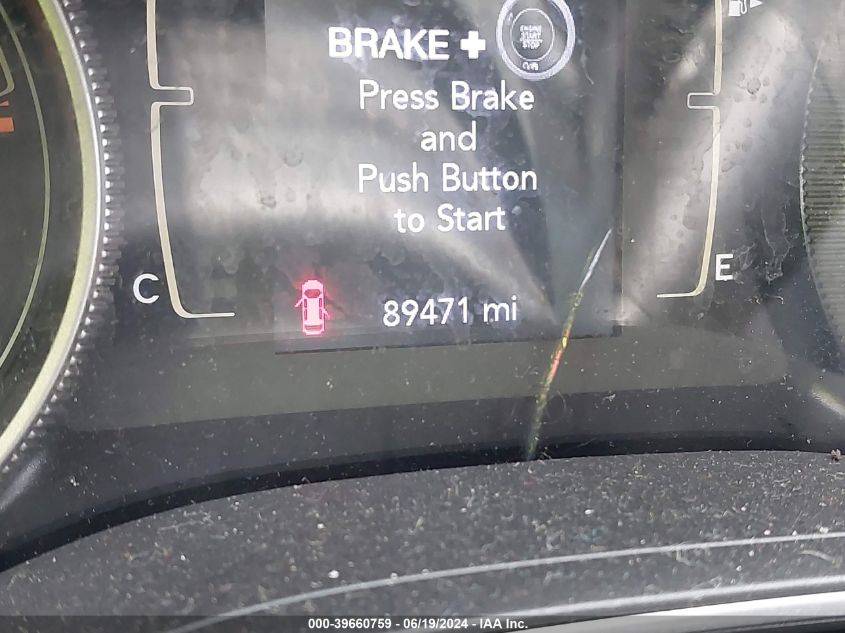 BRAKE +
ENGINE
START
STOP
Press Brake
and
Push Button
to Start
C
E
89471 mi
000-39660759 - 06/19/2024 - IAA Inc.